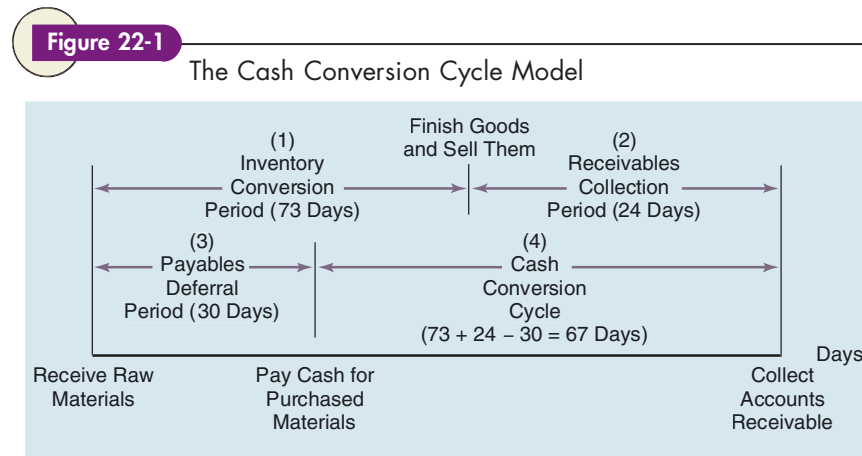 Figure 22-1
The Cash Conversion Cycle Model
(1)
Inventory
Conversion
Period (73 Days)
Finish Goods
and Sell Them
(2)
Receivables
Collection
Period (24 Days)
(3)
Payables
Deferral
Period (30 Days)
(4)
Cash
Conversion
Cycle
(73 + 24 – 30 = 67 Days)
Days
Receive Raw
Materials
Pay Cash for
Purchased
Materials
Collect
Accounts
Receivable